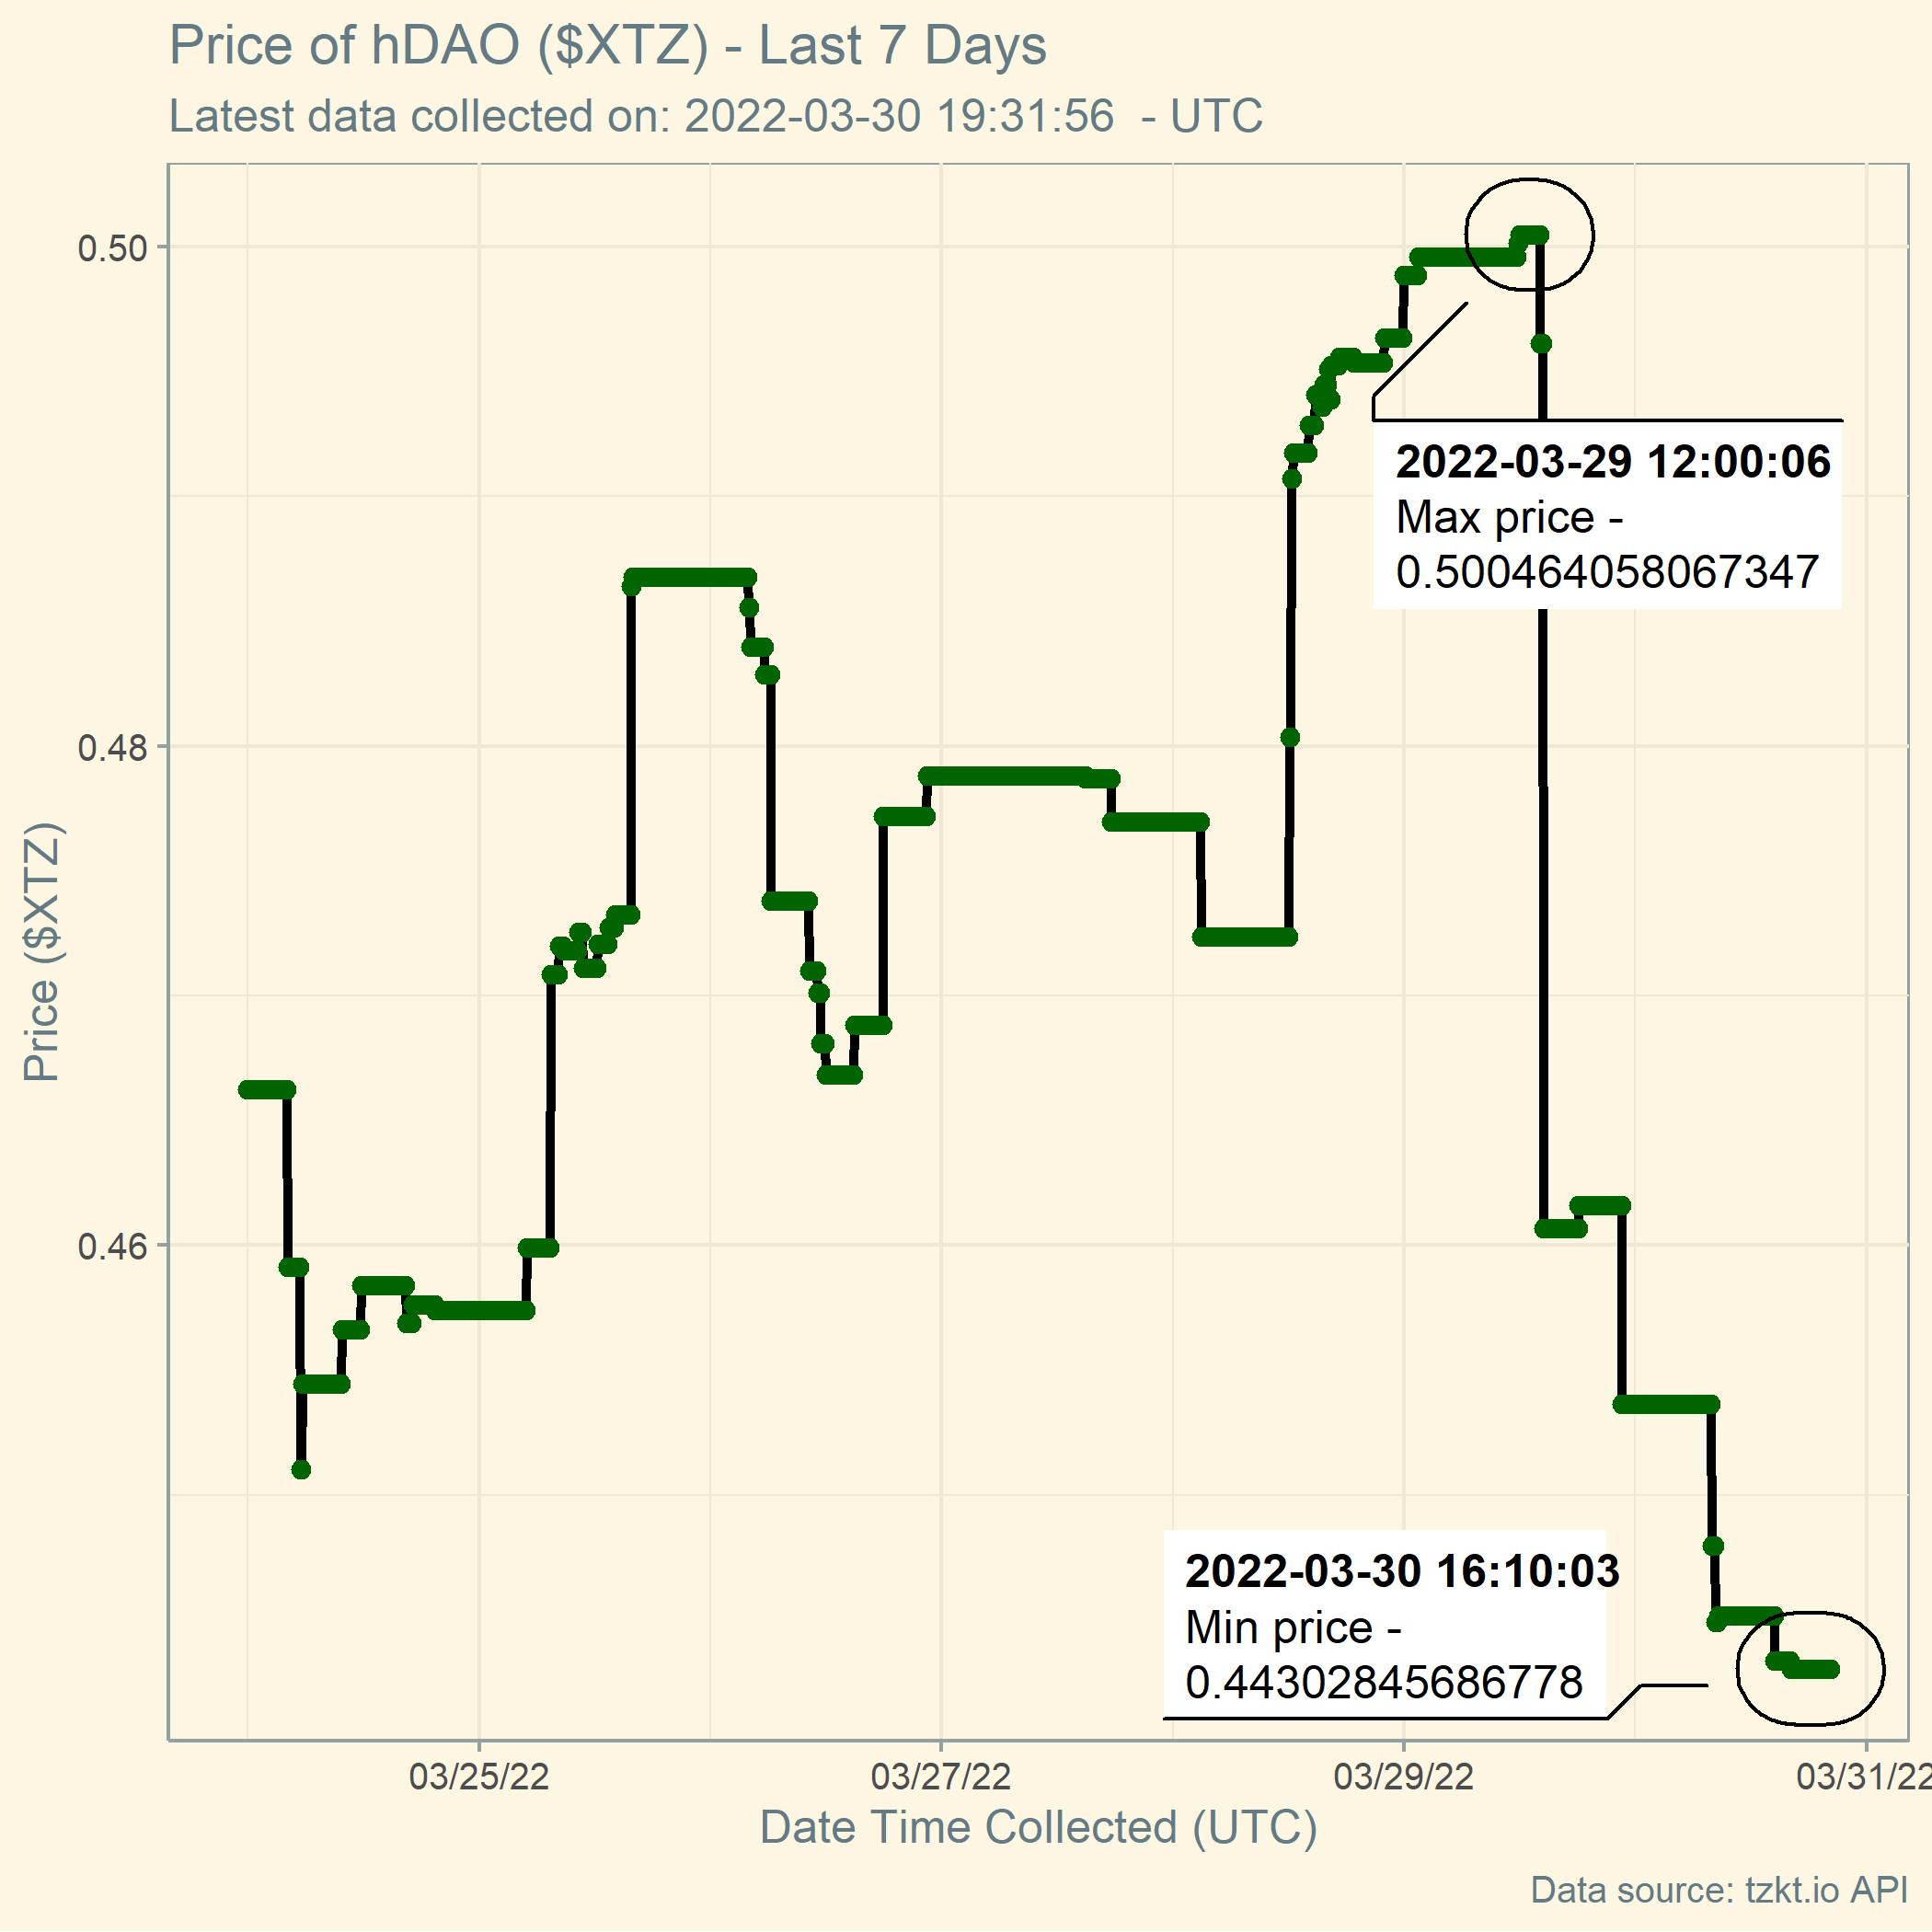 Price of hDAO ($XTZ) - Last 7 Days
Latest data collected on: 2022-03-30 19:31:56  - UTC
0.50
0.48
0.46
Price ($XTZ)
2022-03-29 12:00:06
Max price -
0.500464058067347
2022-03-30 16:10:03
Min price -
0.44302845686778
03/25/22
03/27/22
03/29/22
03/31/22
Date Time Collected (UTC)
Data source: tzkt.io API